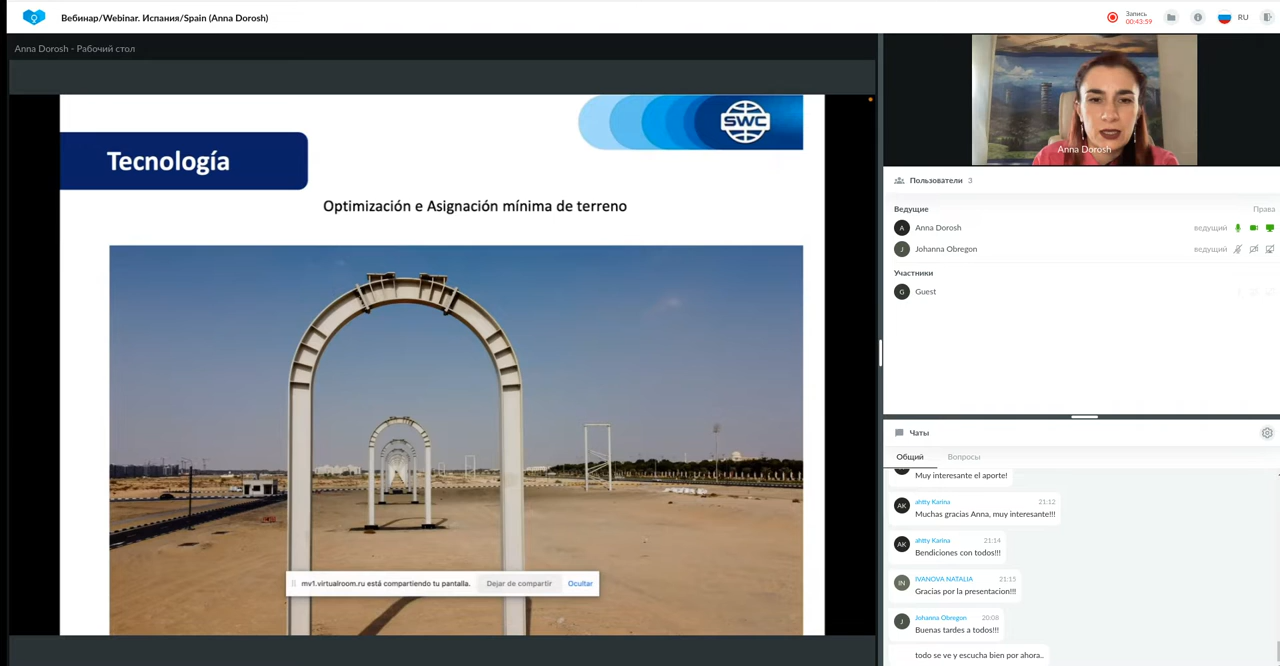 Вебинар/Webinar. Испания/Spain (Anna Dorosh)
Запись
00:43:59
RU
Anna Dorosh - Рабочий стол
SWC
Tecnología
Optimización e Asignación mínima de terreno
mv1.virtualroom.ru está compartiendo tu pantalla.
Dejar de compartir
Ocultar
Anna Dorosh
Пользователи 3
Ведущие
Права
A
Anna Dorosh
ведущий
J
Johanna Obregon
ведущий
Участники
G
Guest
Чаты
Общий
Вопросы
Muy interesante el aporte!
AK
ahtty Karina
21:12
Muchas gracias Anna, muy interesante!!!
AK
ahtty Karina
21:14
Bendiciones con todos!!!
IN
IVANOVA NATALIA
21:15
Gracias por la presentacion!!!
J
Johanna Obregon
20:08
Buenas tardes a todos!!!
todo se ve y escucha bien por ahora..